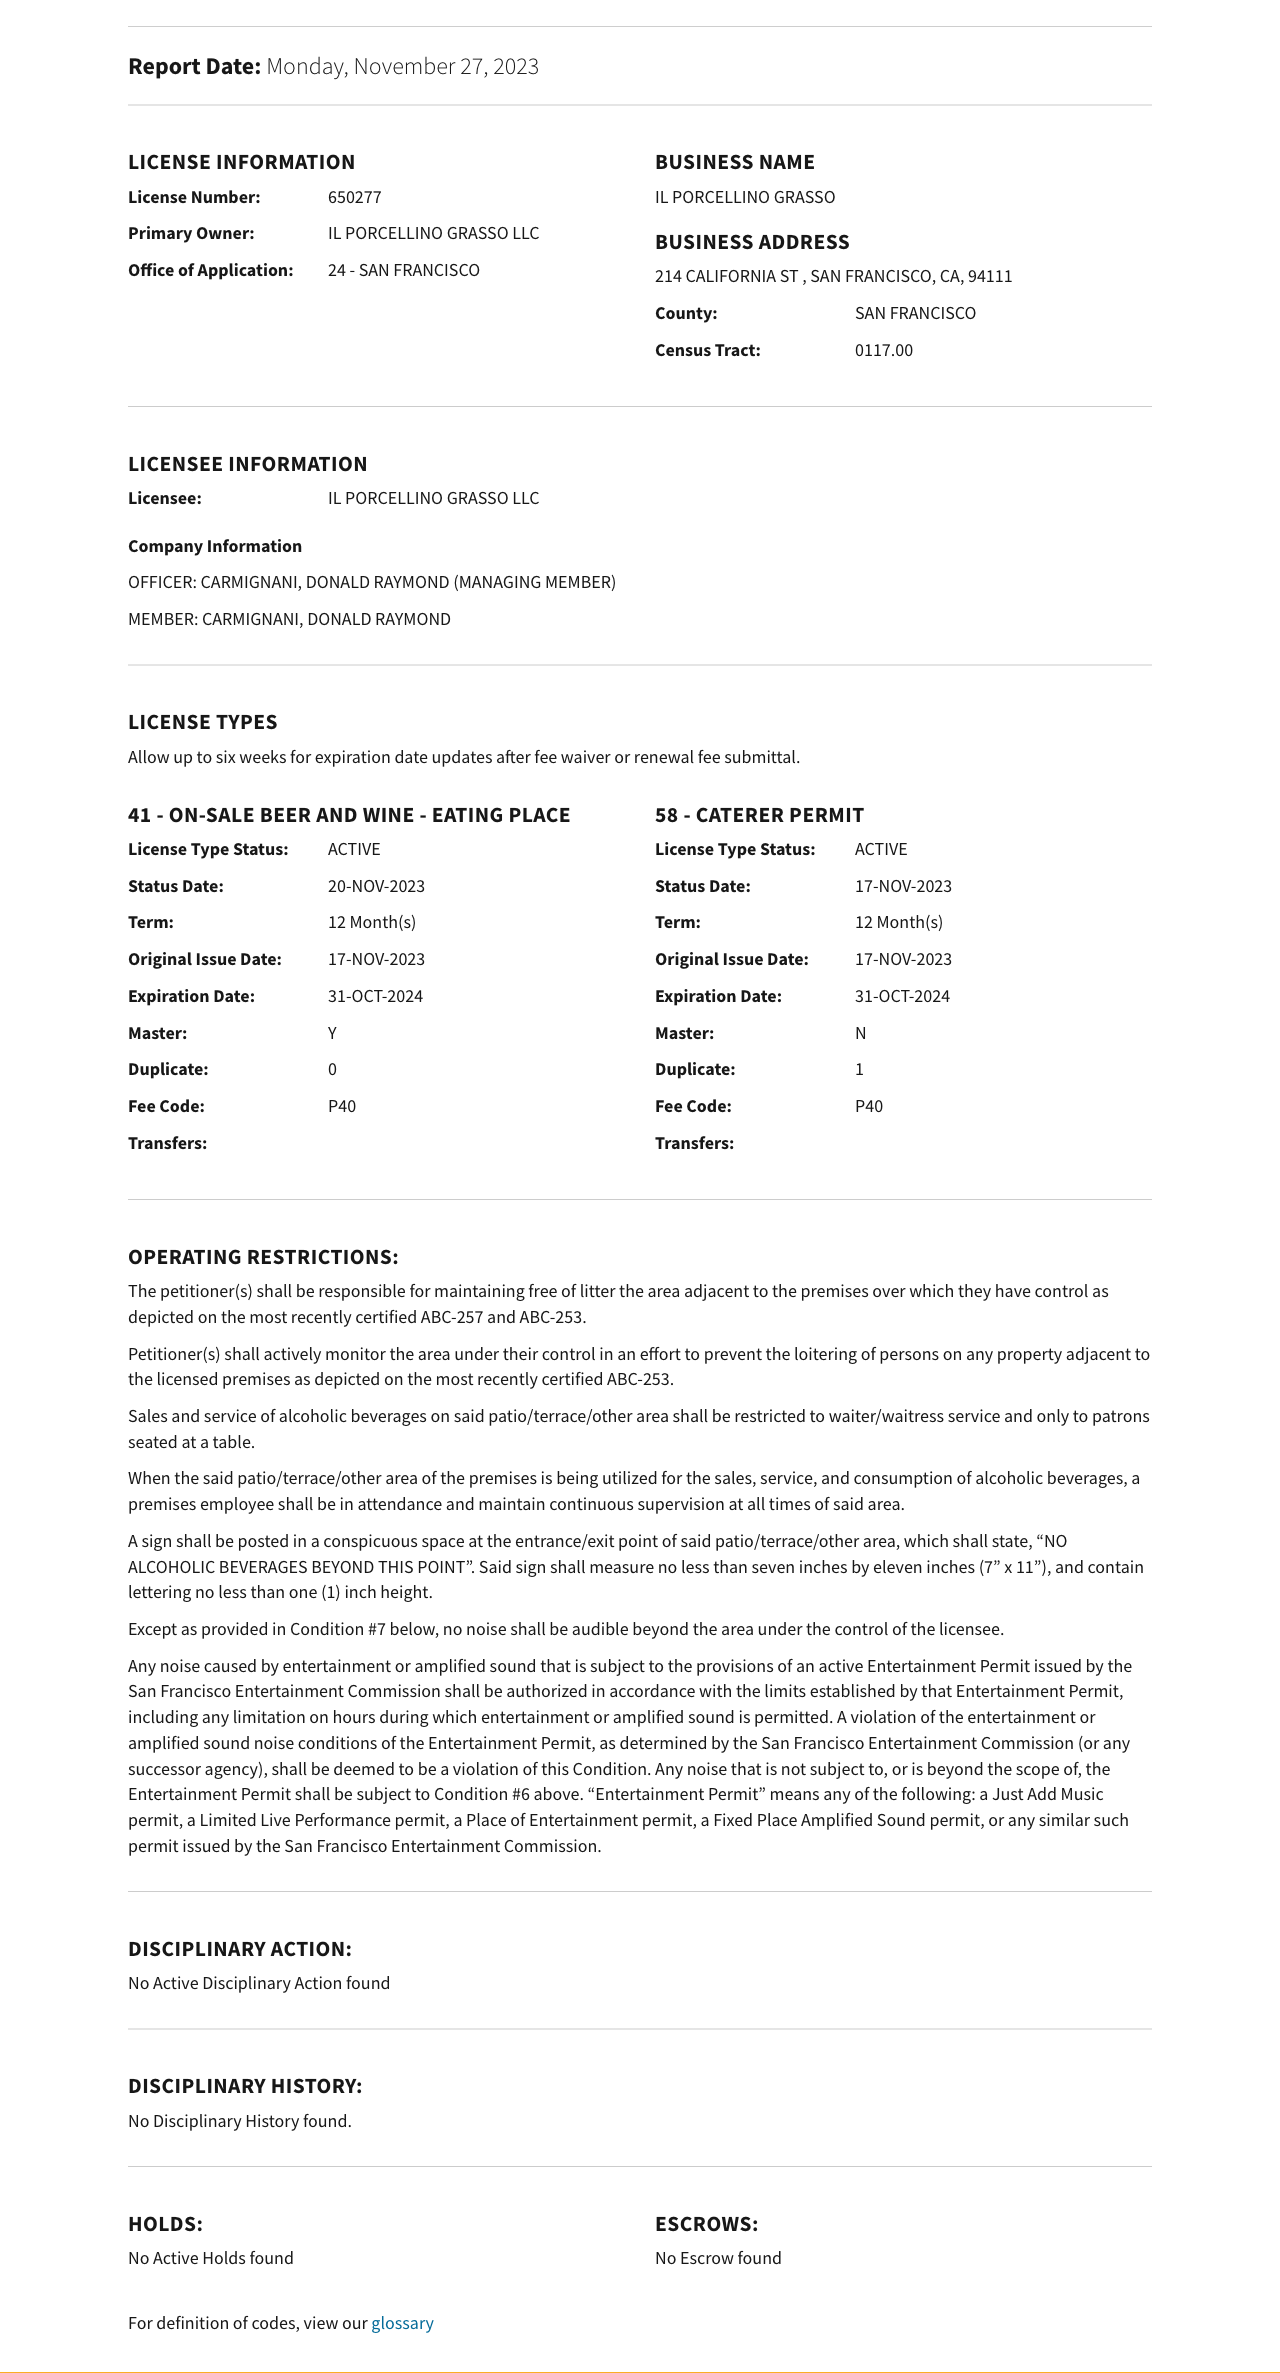 Report Date: Monday, November 27, 2023
LICENSE INFORMATION
License Number: 650277
Primary Owner: IL PORCELLINO GRASSO LLC
Office of Application: 24 - SAN FRANCISCO
BUSINESS NAME
IL PORCELLINO GRASSO
BUSINESS ADDRESS
214 CALIFORNIA ST , SAN FRANCISCO, CA, 94111
County: SAN FRANCISCO
Census Tract: 0117.00
LICENSEE INFORMATION
Licensee: IL PORCELLINO GRASSO LLC
Company Information
OFFICER: CARMIGNANI, DONALD RAYMOND (MANAGING MEMBER)
MEMBER: CARMIGNANI, DONALD RAYMOND
LICENSE TYPES
Allow up to six weeks for expiration date updates after fee waiver or renewal fee submittal.
41 - ON-SALE BEER AND WINE - EATING PLACE
License Type Status: ACTIVE
Status Date: 20-NOV-2023
Term: 12 Month(s)
Original Issue Date: 17-NOV-2023
Expiration Date: 31-OCT-2024
Master: Y
Duplicate: 0
Fee Code: P40
Transfers:
58 - CATERER PERMIT
License Type Status: ACTIVE
Status Date: 17-NOV-2023
Term: 12 Month(s)
Original Issue Date: 17-NOV-2023
Expiration Date: 31-OCT-2024
Master: N
Duplicate: 1
Fee Code: P40
Transfers:
OPERATING RESTRICTIONS:
The petitioner(s) shall be responsible for maintaining free of litter the area adjacent to the premises over which they have control as
depicted on the most recently certified ABC-257 and ABC-253.
Petitioner(s) shall actively monitor the area under their control in an effort to prevent the loitering of persons on any property adjacent to
the licensed premises as depicted on the most recently certified ABC-253.
Sales and service of alcoholic beverages on said patio/terrace/other area shall be restricted to waiter/waitress service and only to patrons
seated at a table.
When the said patio/terrace/other area of the premises is being utilized for the sales, service, and consumption of alcoholic beverages, a
premises employee shall be in attendance and maintain continuous supervision at all times of said area.
A sign shall be posted in a conspicuous space at the entrance/exit point of said patio/terrace/other area, which shall state, “NO
ALCOHOLIC BEVERAGES BEYOND THIS POINT”. Said sign shall measure no less than seven inches by eleven inches (7” x 11”), and contain
lettering no less than one (1) inch height.
Except as provided in Condition #7 below, no noise shall be audible beyond the area under the control of the licensee.
Any noise caused by entertainment or amplified sound that is subject to the provisions of an active Entertainment Permit issued by the
San Francisco Entertainment Commission shall be authorized in accordance with the limits established by that Entertainment Permit,
including any limitation on hours during which entertainment or amplified sound is permitted. A violation of the entertainment or
amplified sound noise conditions of the Entertainment Permit, as determined by the San Francisco Entertainment Commission (or any
successor agency), shall be deemed to be a violation of this Condition. Any noise that is not subject to, or is beyond the scope of, the
Entertainment Permit shall be subject to Condition #6 above. “Entertainment Permit” means any of the following: a Just Add Music
permit, a Limited Live Performance permit, a Place of Entertainment permit, a Fixed Place Amplified Sound permit, or any similar such
permit issued by the San Francisco Entertainment Commission.
DISCIPLINARY ACTION:
No Active Disciplinary Action found
DISCIPLINARY HISTORY:
No Disciplinary History found.
HOLDS:
No Active Holds found
ESCROWS:
No Escrow found
For definition of codes, view our glossary